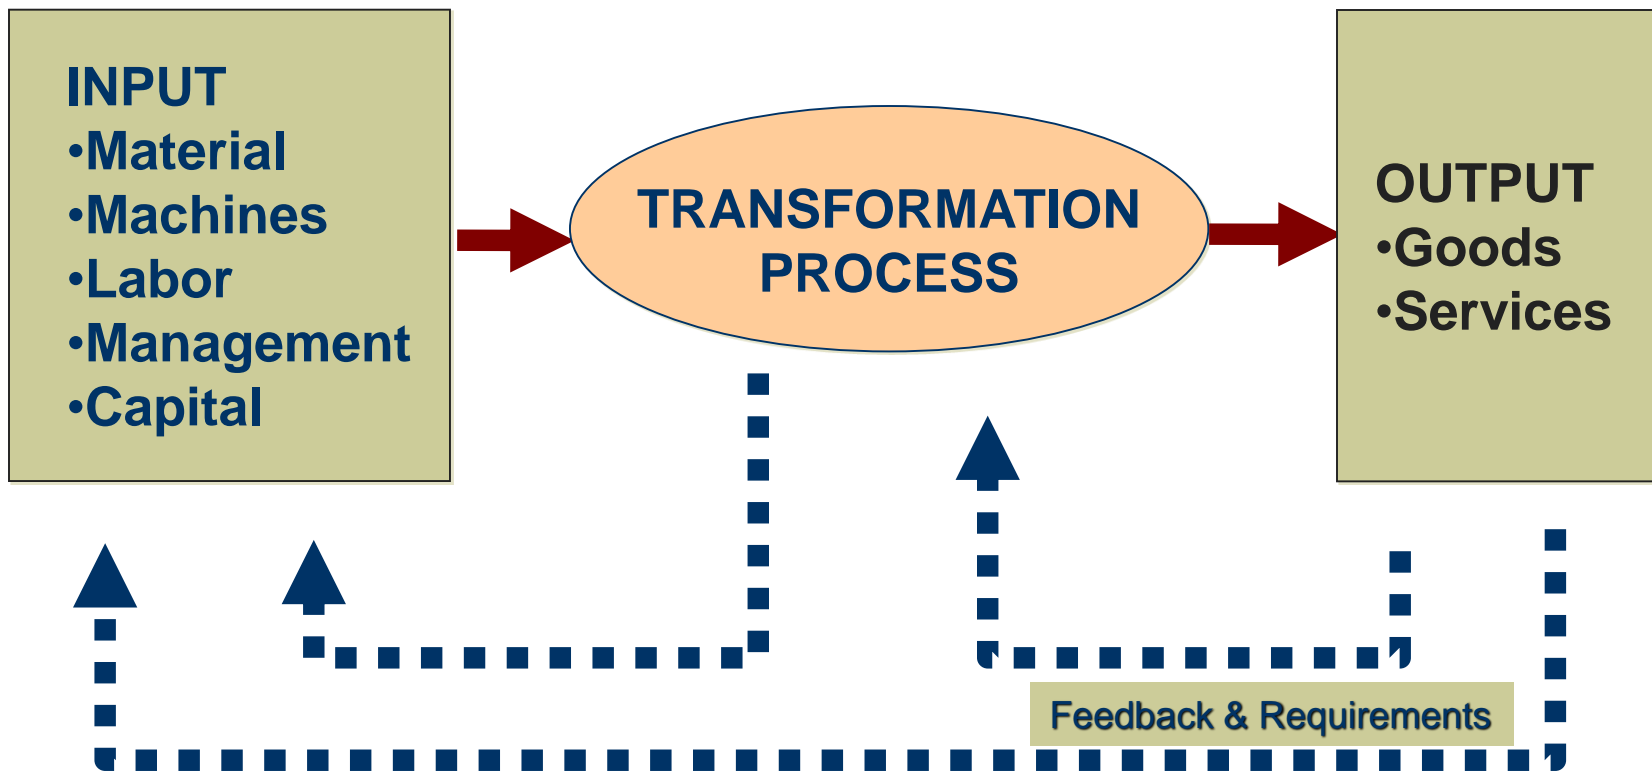 INPUT
•Material
•Machines
•Labor
•Management
•Capital
TRANSFORMATION
PROCESS
OUTPUT
•Goods
•Services
Feedback & Requirements